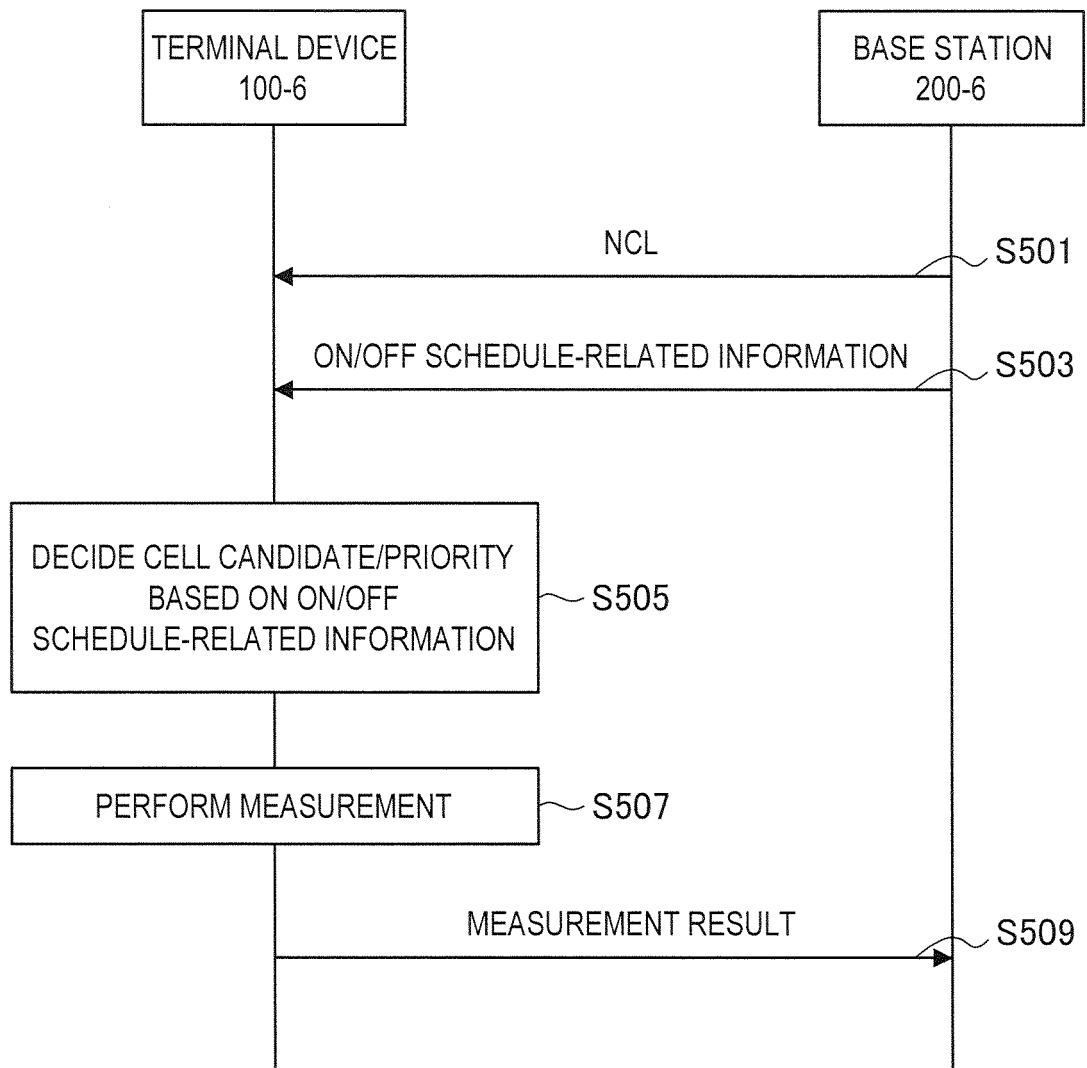 TERMINAL DEVICE
100-6
BASE STATION
200-6
NCL
S501
ON/OFF SCHEDULE-RELATED INFORMATION
S503
DECIDE CELL CANDIDATE/PRIORITY
BASED ON ON/OFF
SCHEDULE-RELATED INFORMATION
S505
PERFORM MEASUREMENT
S507
MEASUREMENT RESULT
S509